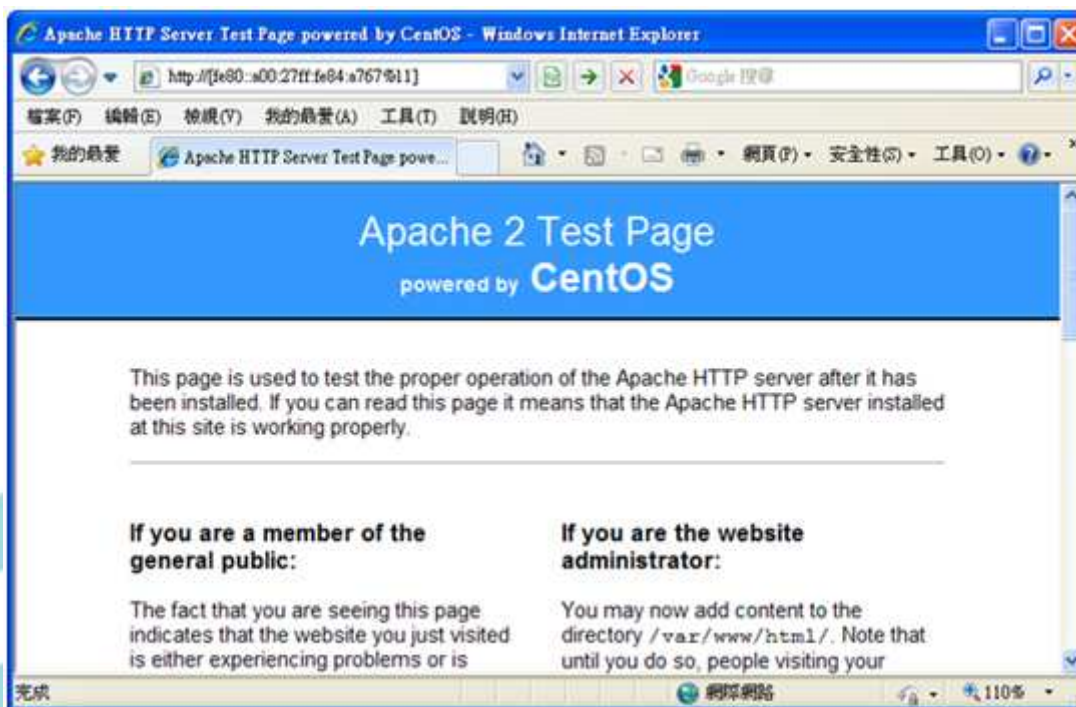 Apache HTTP Server Test Page powered by CentOS - Windows Internet Explorer
http://[fe80::a00:27ff:fe84:a767%11]
Google 搜尋
檔案(F) 編輯(E) 檢視(V) 我的最愛(A) 工具(T) 說明(H)
我的最愛 Apache HTTP Server Test Page powe... 網頁(P) 安全性(S) 工具(O)
Apache 2 Test Page
powered by CentOS
This page is used to test the proper operation of the Apache HTTP server after it has
been installed. If you can read this page it means that the Apache HTTP server installed
at this site is working properly.
If you are a member of the
general public:
The fact that you are seeing this page
indicates that the website you just visited
is either experiencing problems or is
If you are the website
administrator:
You may now add content to the
directory /var/www/html/. Note that
until you do so, people visiting your
完成 網際網路 110%